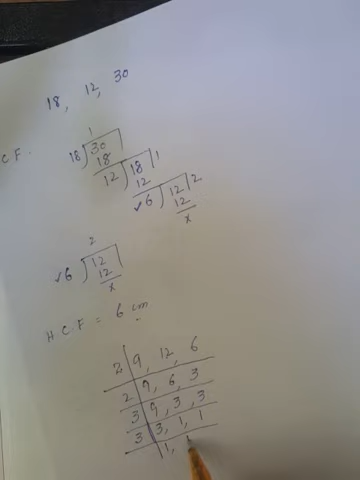 18, 12, 30
C.F.
1
18) 30 | 1
18
12) 18
12
✓6) 12 | 2
12
x
2
✓6) 12
12
x
H.C.F = 6 cm
2 | 9, 12, 6
2 | 9, 6, 3
3 | 9, 3, 3
3 | 3, 1, 1
1, 1